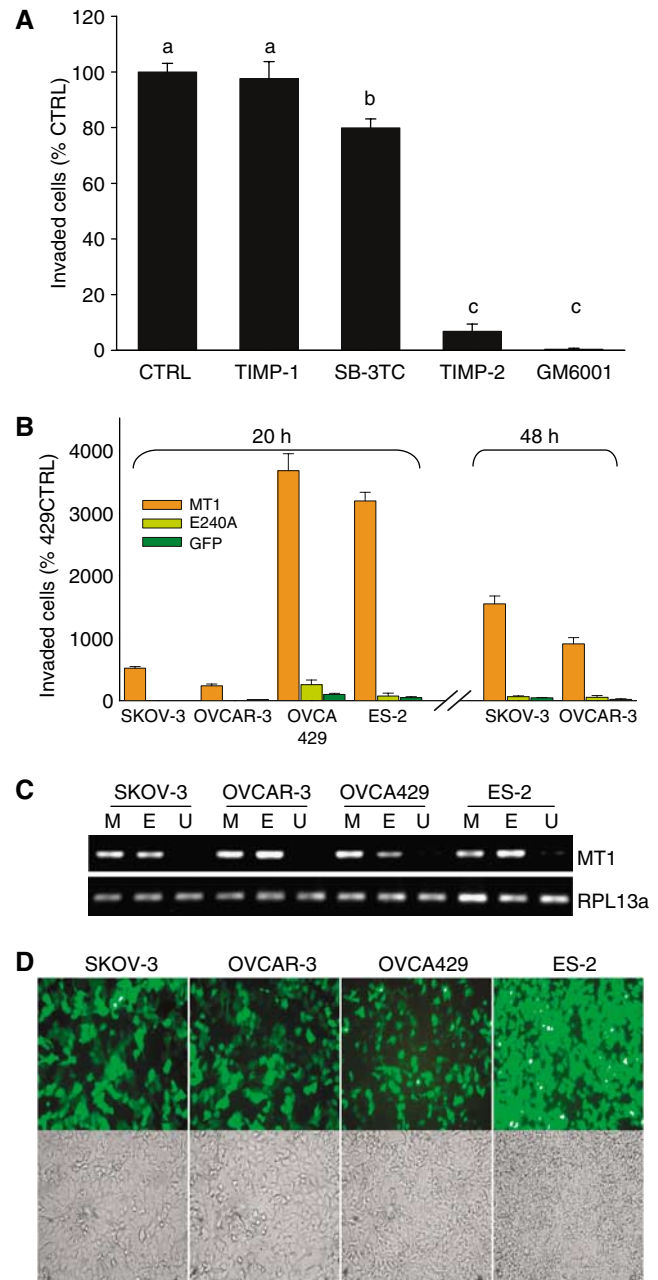 A
120
100
80
60
40
20
0
Invaded cells (% CTRL)
a
a
b
c
c
CTRL TIMP-1 SB-3TC TIMP-2 GM6001
B
4000
3000
2000
1000
0
Invaded cells (% 429CTRL)
20 h
48 h
MT1
E240A
GFP
SKOV-3 OVCAR-3 OVCA 429 ES-2 SKOV-3 OVCAR-3
C
SKOV-3 OVCAR-3 OVCA429 ES-2
M E U M E U M E U M E U
MT1
RPL13a
D
SKOV-3 OVCAR-3 OVCA429 ES-2